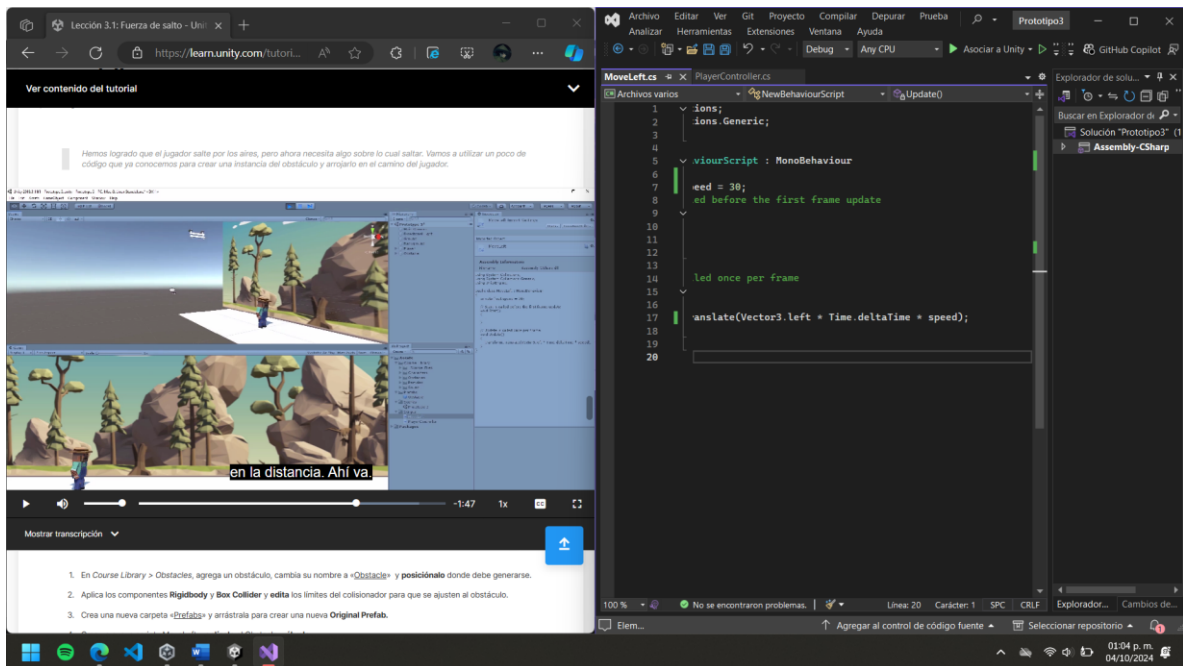 Lección 3.1: Fuerza de salto - Unit
https://learn.unity.com/tutori...
Ver contenido del tutorial
Hemos logrado que el jugador salte por los aires, pero ahora necesita algo sobre lo cual saltar. Vamos a utilizar un poco de
código que ya conocemos para crear una instancia del obstáculo y arrojarlo en el camino del jugador.
en la distancia. Ahí va.
-1:47
1x
CC
Mostrar transcripción
1. En Course Library > Obstacles, agrega un obstáculo, cambia su nombre a «Obstacle» y posiciónalo donde debe generarse.
2. Aplica los componentes Rigidbody y Box Collider y edita los límites del colisionador para que se ajusten al obstáculo.
3. Crea una nueva carpeta «Prefabs» y arrástrala para crear una nueva Original Prefab.
Archivo Editar Ver Git Proyecto Compilar Depurar Prueba
Prototipo3
Analizar Herramientas Extensiones Ventana Ayuda
Debug Any CPU Asociar a Unity GitHub Copilot
MoveLeft.cs PlayerController.cs
Archivos varios NewBehaviourScript Update()
1 ions;
2 ions.Generic;
3
4
5 viourScript : MonoBehaviour
6
7 eed = 30;
8 ed before the first frame update
9
10
11
12
13
14 led once per frame
15
16
17 anslate(Vector3.left * Time.deltaTime * speed);
18
19
20
Explorador de solu...
Buscar en Explorador de
Solución "Prototipo3" (1
Assembly-CSharp
100 % No se encontraron problemas. Línea: 20 Carácter: 1 SPC CRLF
Explorador... Cambios de...
Elem... Agregar al control de código fuente Seleccionar repositorio
01:04 p. m.
04/10/2024